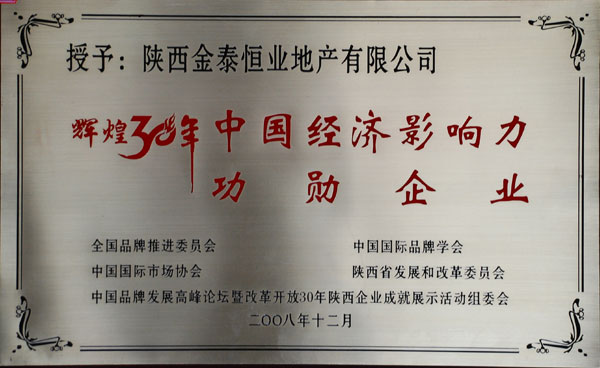 授予：陕西金泰恒业地产有限公司
辉煌30年中国经济影响力
功勋企业
全国品牌推进委员会 中国国际品牌学会
中国国际市场协会 陕西省发展和改革委员会
中国品牌发展高峰论坛暨改革开放30年陕西企业成就展示活动组委会
二〇〇八年十二月